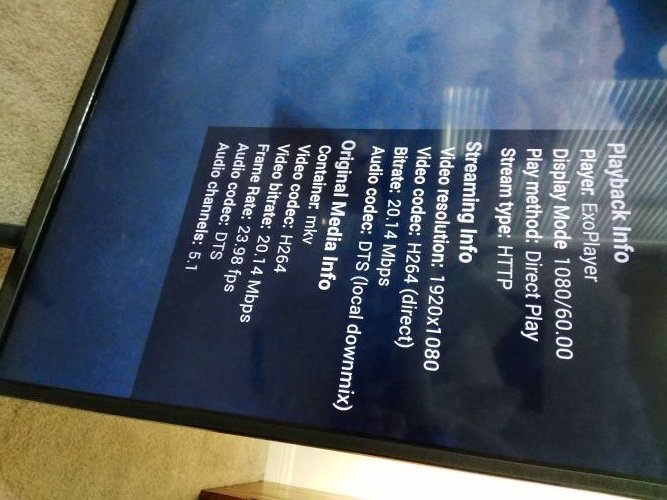 Playback Info
Player: ExoPlayer
Display Mode 1080/60.00
Play method: Direct Play
Stream type: HTTP
Streaming Info
Video resolution: 1920x1080
Video codec: H264 (direct)
Bitrate: 20.14 Mbps
Audio codec: DTS (local downmix)
Original Media Info
Container: mkv
Video codec: H264
Video bitrate: 20.14 Mbps
Frame Rate: 23.98 fps
Audio codec: DTS
Audio channels: 5.1